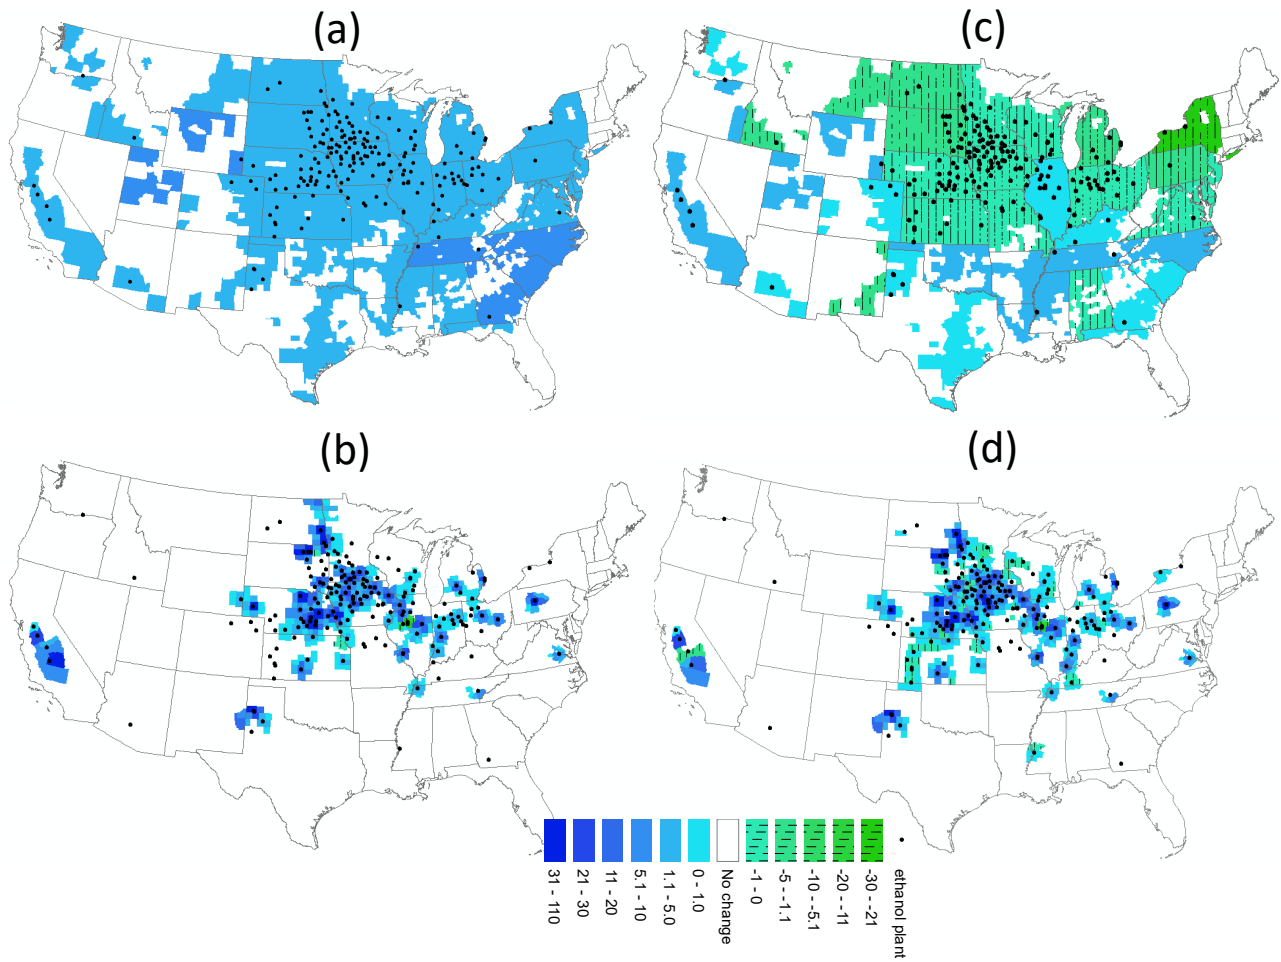 (a)
(c)
(b)
(d)
31 - 110
21 - 30
11 - 20
5.1 - 10
1.1 - 5.0
0 - 1.0
No change
-1 - 0
-5 --1.1
-10 --5.1
-20 --11
-30 --21
ethanol plant